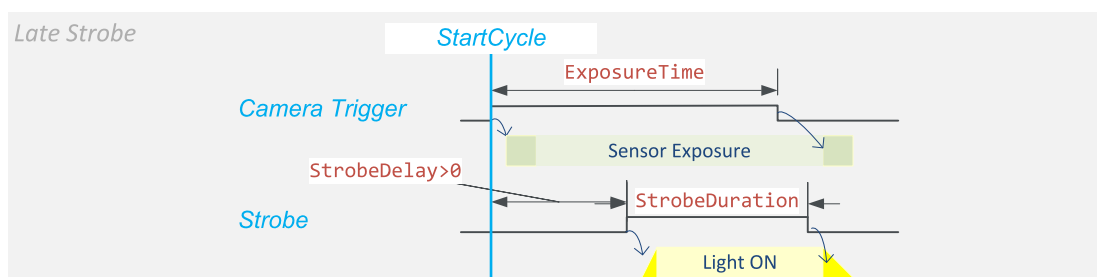 Late Strobe
StartCycle
ExposureTime
Camera Trigger
Sensor Exposure
StrobeDelay>0
StrobeDuration
Strobe
Light ON